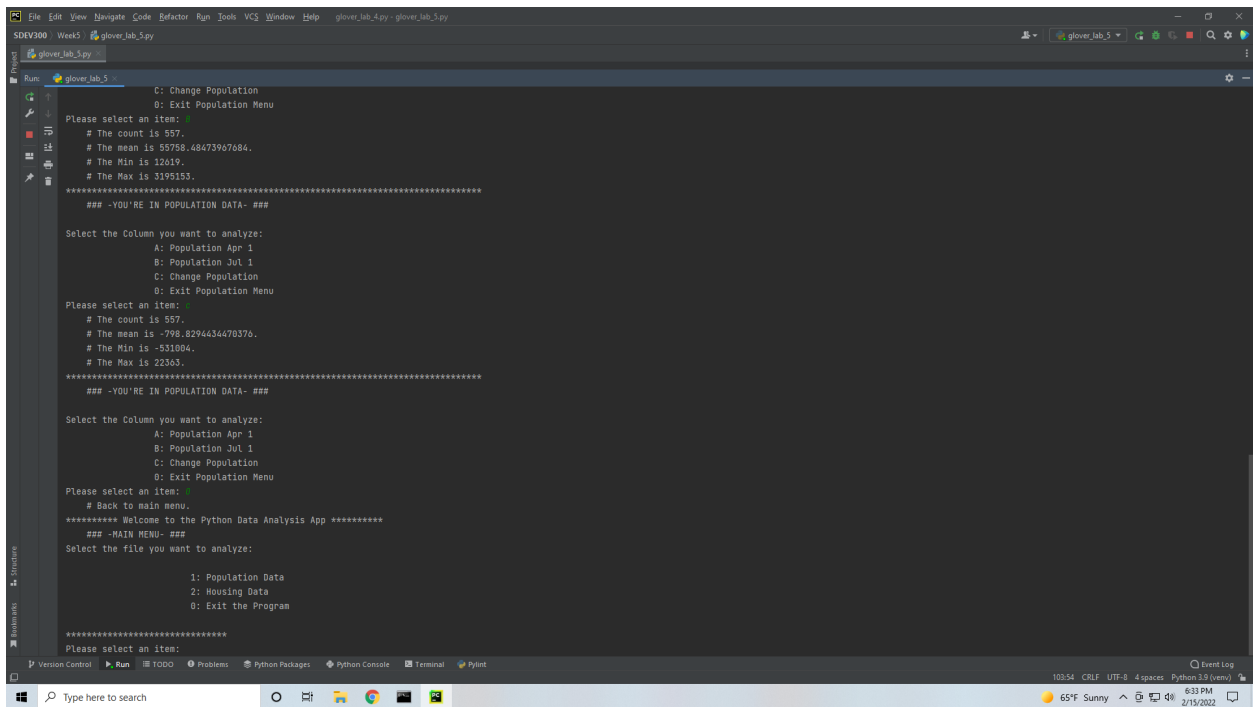 File Edit View Navigate Code Refactor Run Tools VCS Window Help glover_lab_4.py - glover_lab_5.py
SDEV300 Week5 glover_lab_5.py
glover_lab_5
glover_lab_5.py
Project
Run: glover_lab_5
C: Change Population
0: Exit Population Menu
Please select an item:
# The count is 557.
# The mean is 55758.48473967684.
# The Min is 12619.
# The Max is 3195153.
********************************************************************************
### -YOU'RE IN POPULATION DATA- ###
Select the Column you want to analyze:
A: Population Apr 1
B: Population Jul 1
C: Change Population
0: Exit Population Menu
Please select an item: c
# The count is 557.
# The mean is -798.8294434470376.
# The Min is -531004.
# The Max is 22363.
********************************************************************************
### -YOU'RE IN POPULATION DATA- ###
Select the Column you want to analyze:
A: Population Apr 1
B: Population Jul 1
C: Change Population
0: Exit Population Menu
Please select an item: 0
# Back to main menu.
********** Welcome to the Python Data Analysis App **********
### -MAIN MENU- ###
Select the file you want to analyze:
1: Population Data
2: Housing Data
0: Exit the Program
*******************************
Please select an item:
Structure
Bookmarks
Version Control Run TODO Problems Python Packages Python Console Terminal Pylint Event Log
103:54 CRLF UTF-8 4 spaces Python 3.9 (venv)
Type here to search
65°F Sunny
6:33 PM
2/15/2022